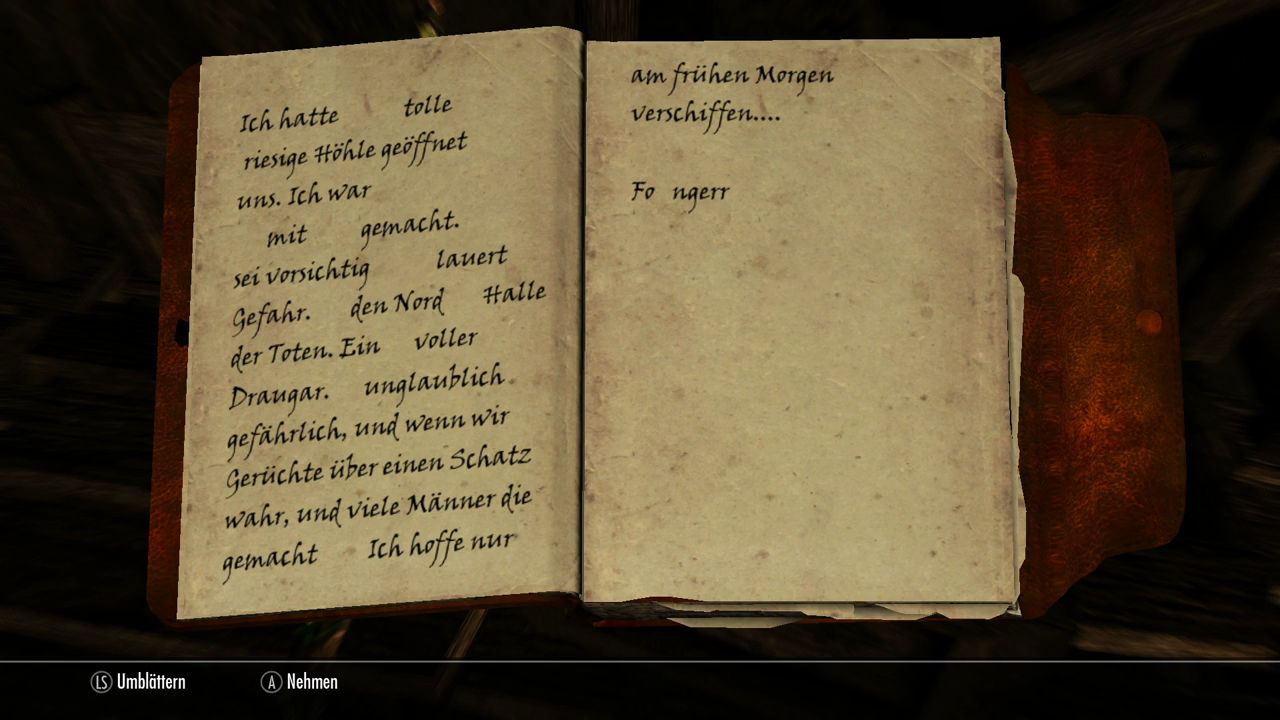 Ich hatte tolle
riesige Höhle geöffnet
uns. Ich war
mit gemacht.
sei vorsichtig lauert
Gefahr. den Nord Halle
der Toten. Ein voller
Draugar. unglaublich
gefährlich, und wenn wir
Gerüchte über einen Schatz
wahr, und viele Männer die
gemacht Ich hoffe nur
am frühen Morgen
verschiffen....
Fo ngerr
LS Umblättern A Nehmen